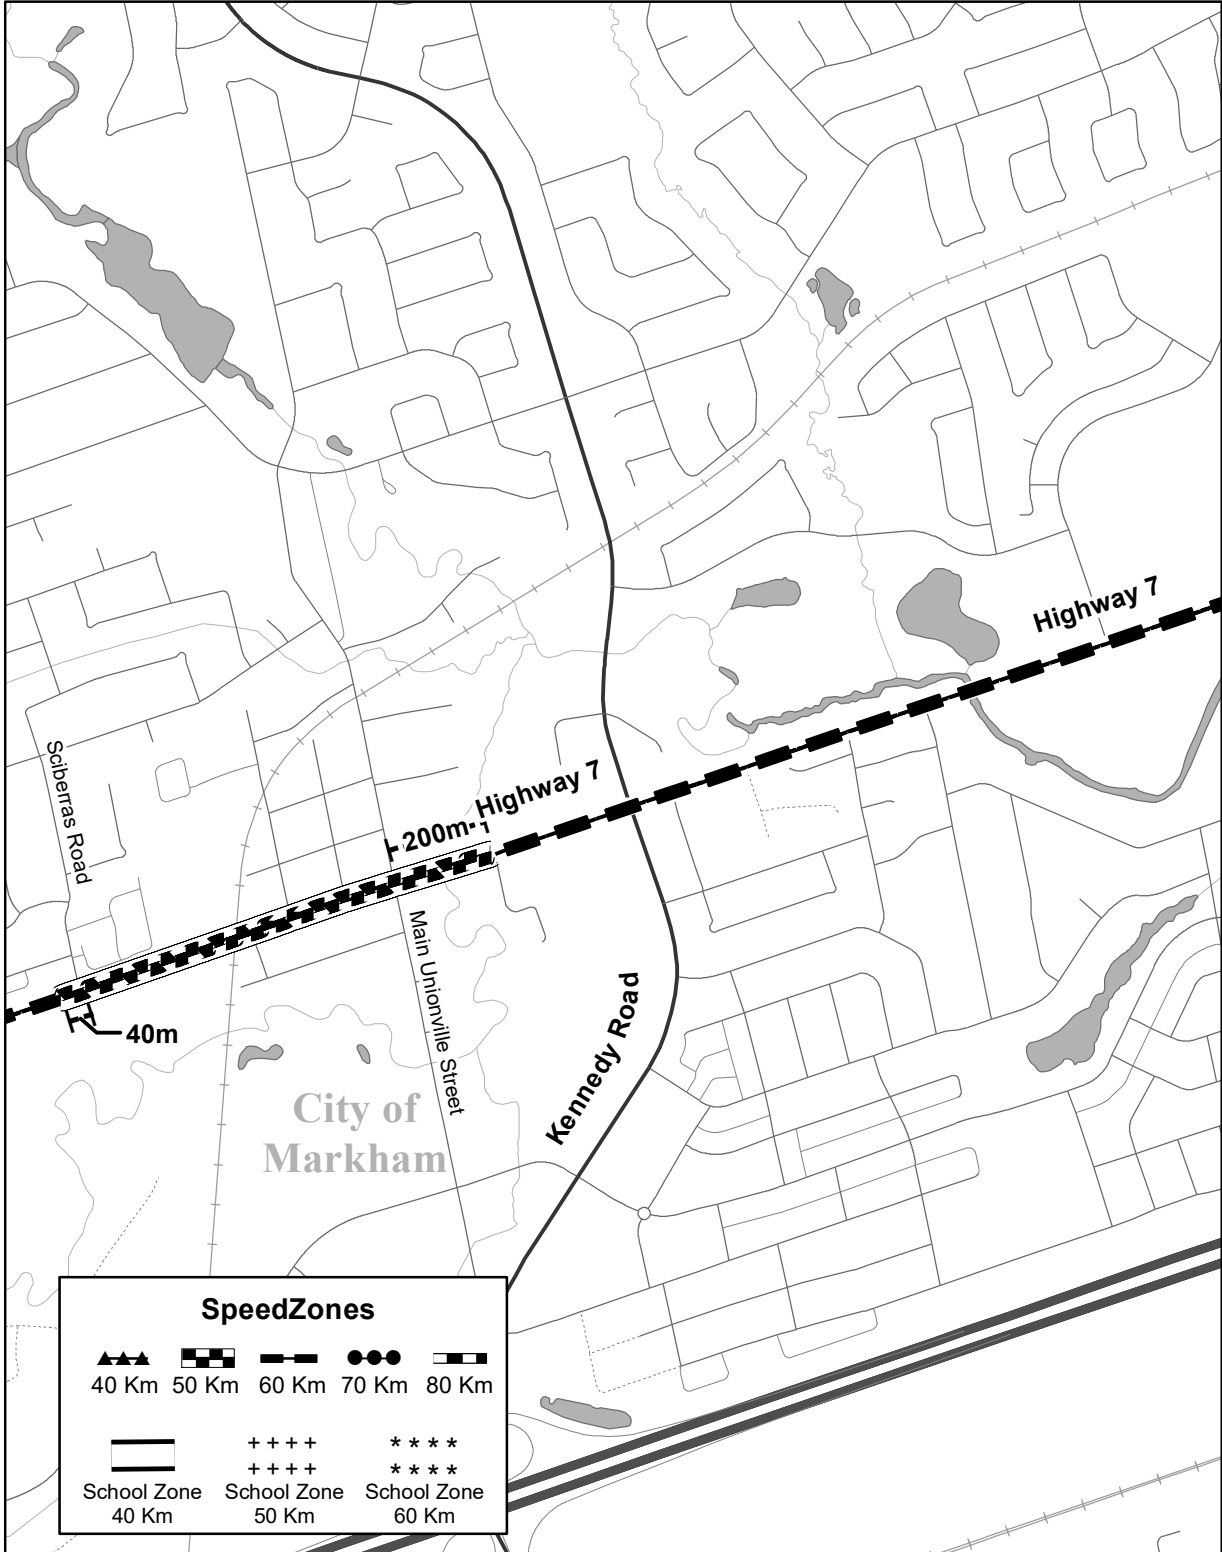 Highway 7
Sciberras Road
Highway 7
200m
40m
Main Unionville Street
Kennedy Road
City of
Markham
SpeedZones
40 Km 50 Km 60 Km 70 Km 80 Km
School Zone School Zone School Zone
40 Km 50 Km 60 Km